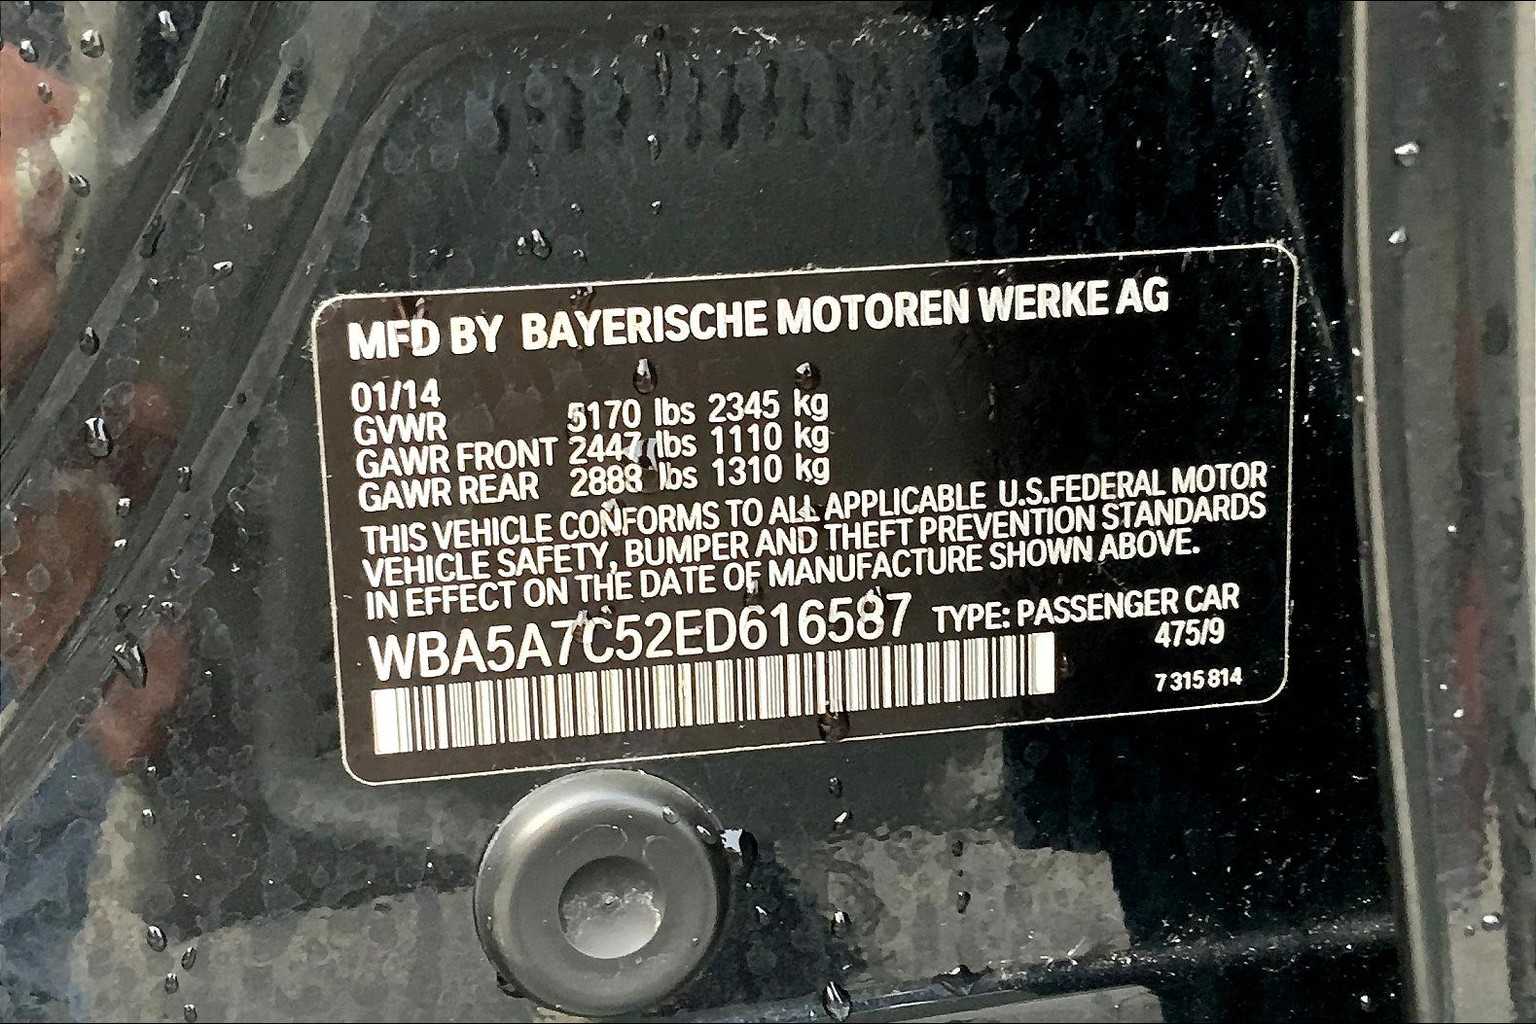 MFD BY BAYERISCHE MOTOREN WERKE AG
01/14
GVWR 5170 lbs 2345 kg
GAWR FRONT 2447 lbs 1110 kg
GAWR REAR 2888 lbs 1310 kg
THIS VEHICLE CONFORMS TO ALL APPLICABLE U.S.FEDERAL MOTOR
VEHICLE SAFETY, BUMPER AND THEFT PREVENTION STANDARDS
IN EFFECT ON THE DATE OF MANUFACTURE SHOWN ABOVE.
WBA5A7C52ED616587 TYPE: PASSENGER CAR
475/9
7 315 814